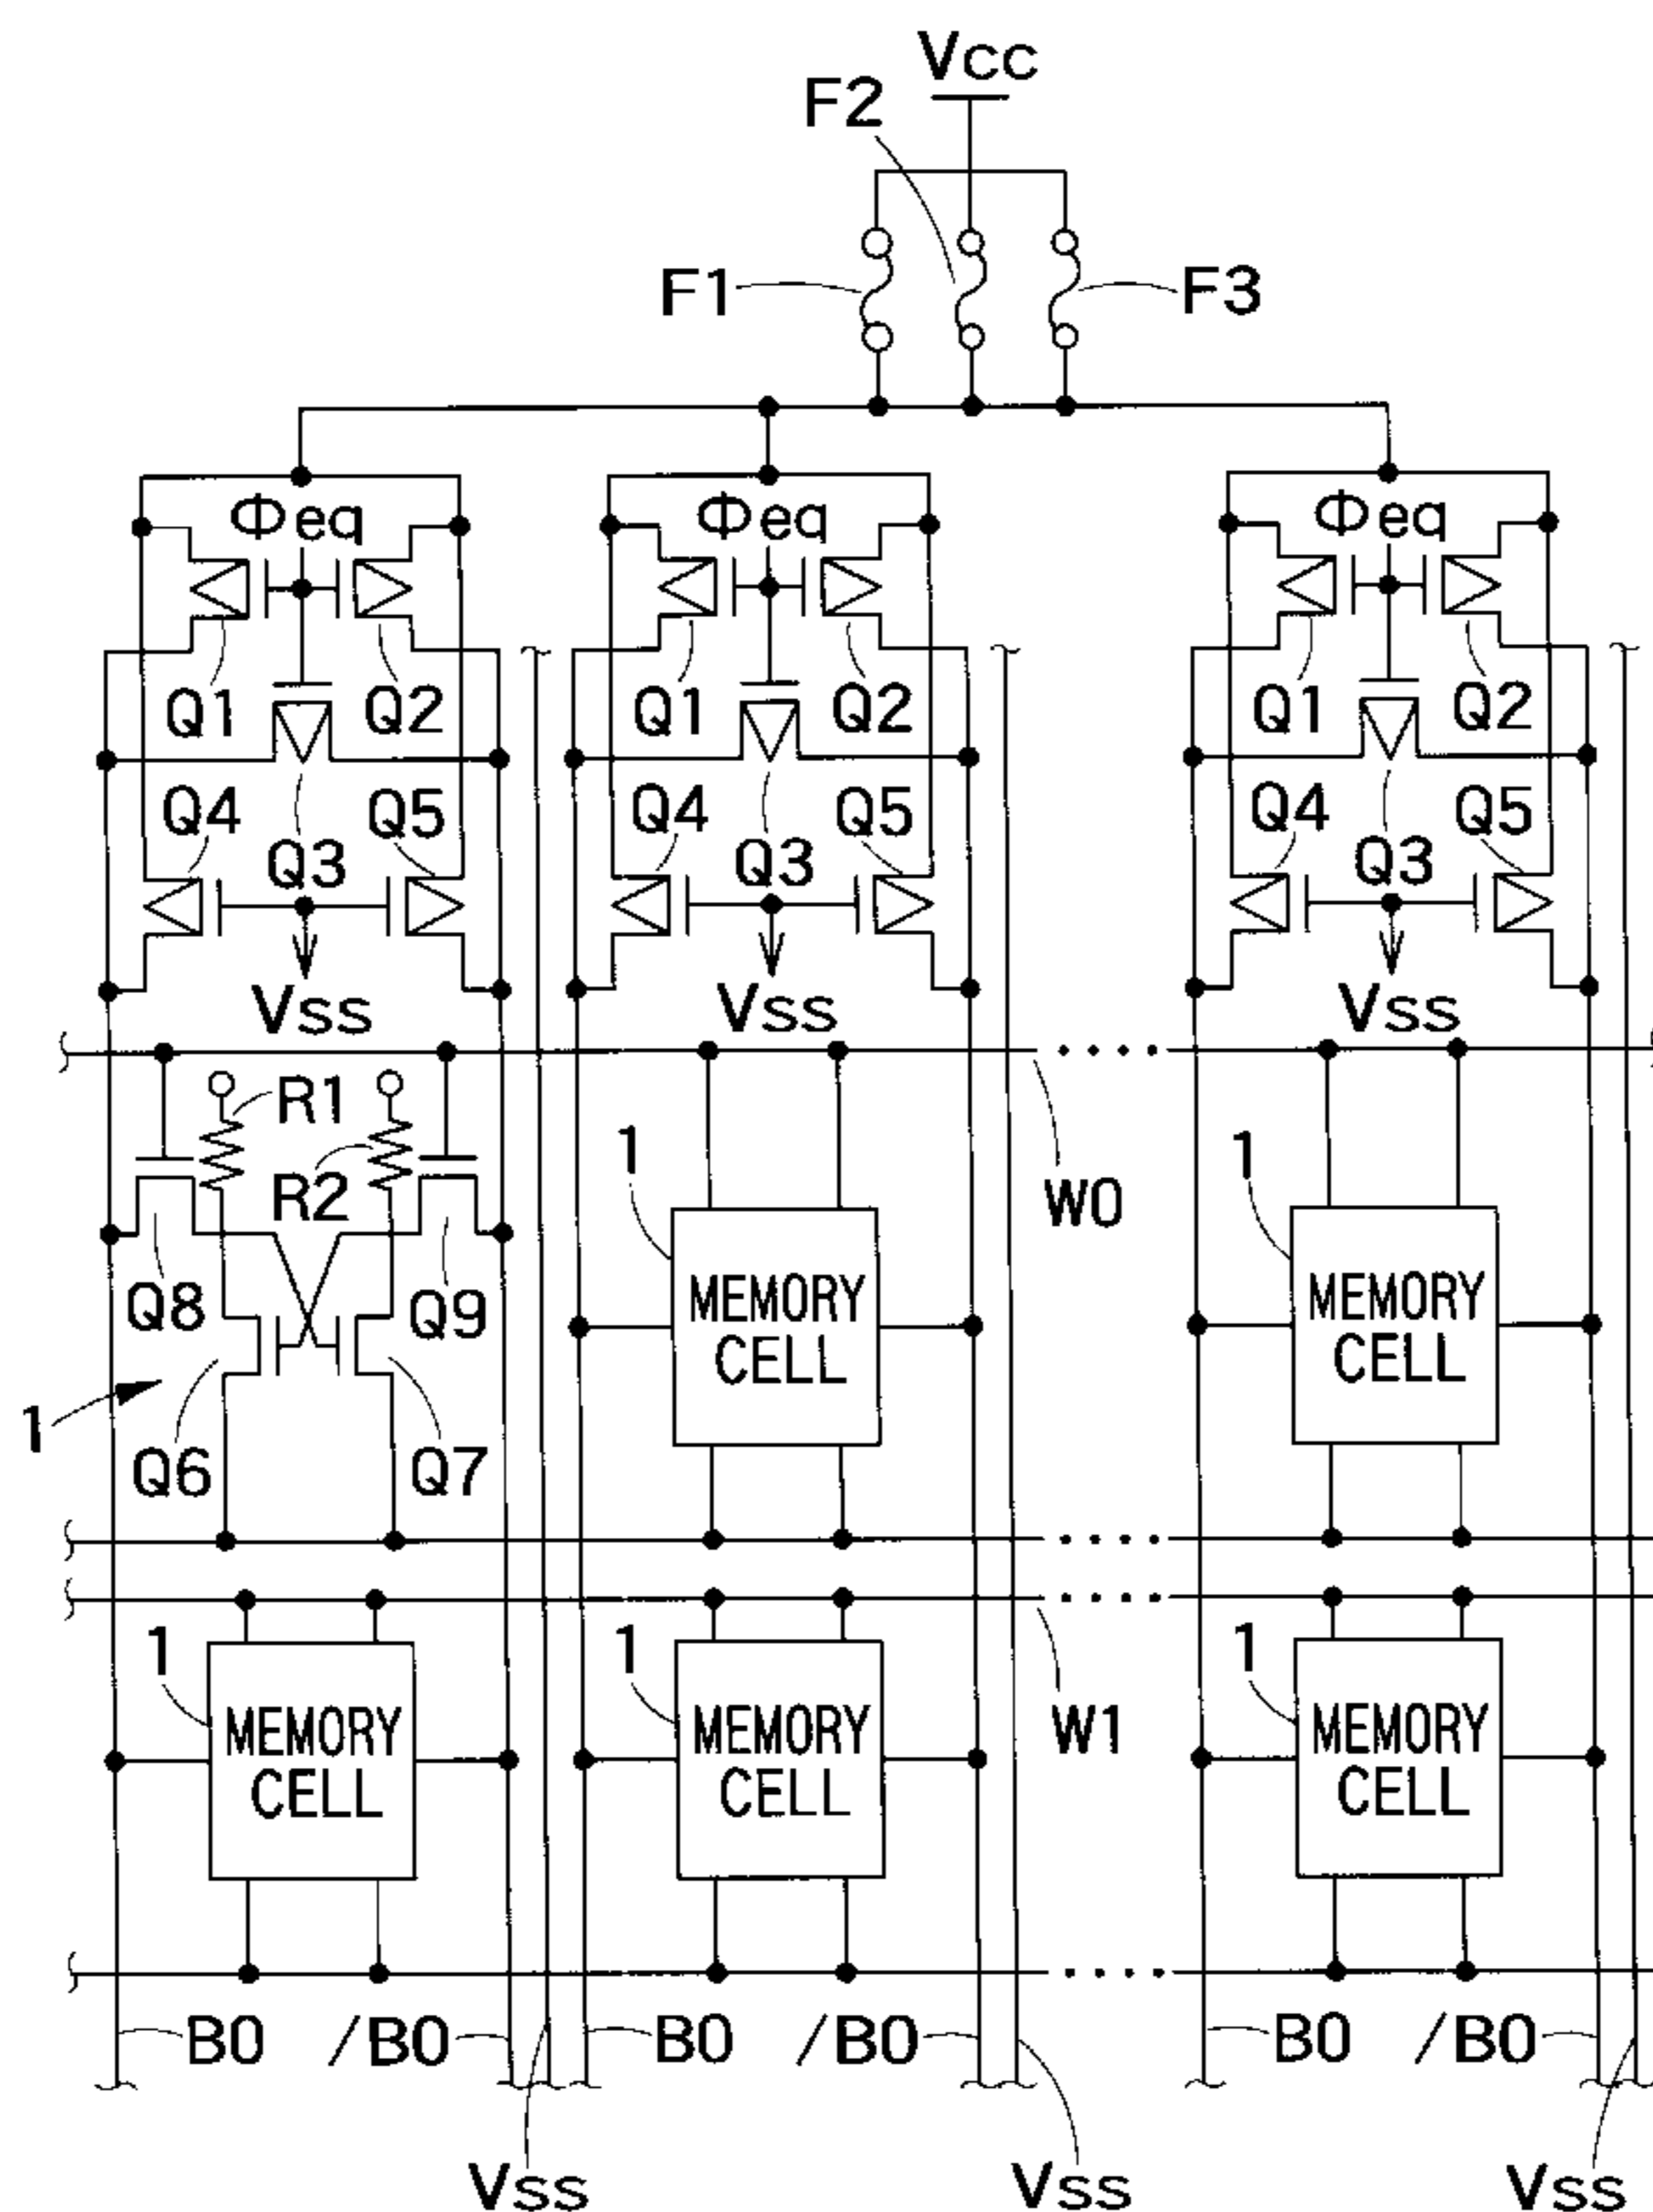 VCC
F2
F1
F3
Φeq Φeq Φeq
Q1 Q2 Q1 Q2 Q1 Q2
Q4 Q5 Q4 Q5 Q4 Q5
Q3 Q3 Q3
VSS VSS VSS
R1
R2
1 1
W0
MEMORY CELL
MEMORY CELL
Q8 Q9
1
Q6 Q7
1 1 1
W1
MEMORY CELL
MEMORY CELL
MEMORY CELL
B0 /B0 B0 /B0 B0 /B0
VSS VSS VSS